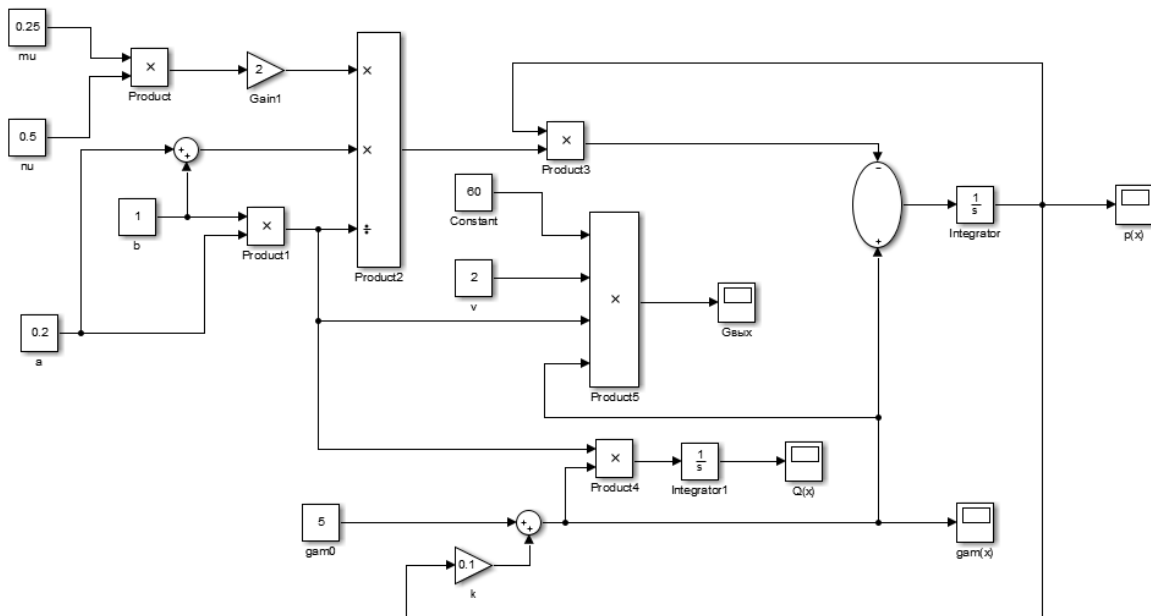 0.25
mu
×
Product
2
Gain1
×
×
÷
Product2
0.5
nu
+
+
1
b
×
Product1
0.2
a
×
Product3
60
Constant
2
v
×
Product5
Gвых
−
+
1
s
Integrator
p(x)
×
Product4
1
s
Integrator1
Q(x)
5
gam0
+
+
0.1
k
gam(x)